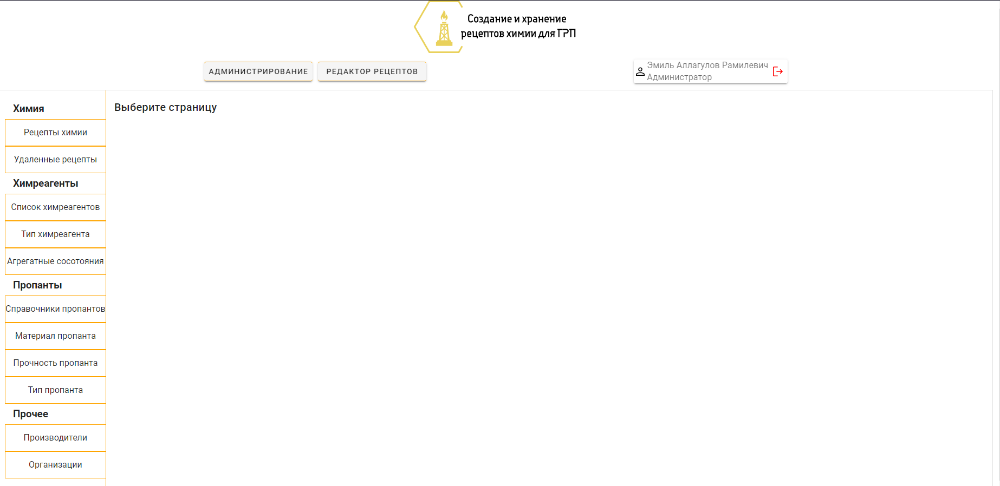 Создание и хранение
рецептов химии для ГРП
АДМИНИСТРИРОВАНИЕ
РЕДАКТОР РЕЦЕПТОВ
Эмиль Аллагулов Рамилевич
Администратор
Химия
Рецепты химии
Удаленные рецепты
Химреагенты
Список химреагентов
Тип химреагента
Агрегатные сосотояния
Пропанты
Справочники пропантов
Материал пропанта
Прочность пропанта
Тип пропанта
Прочее
Производители
Организации
Выберите страницу